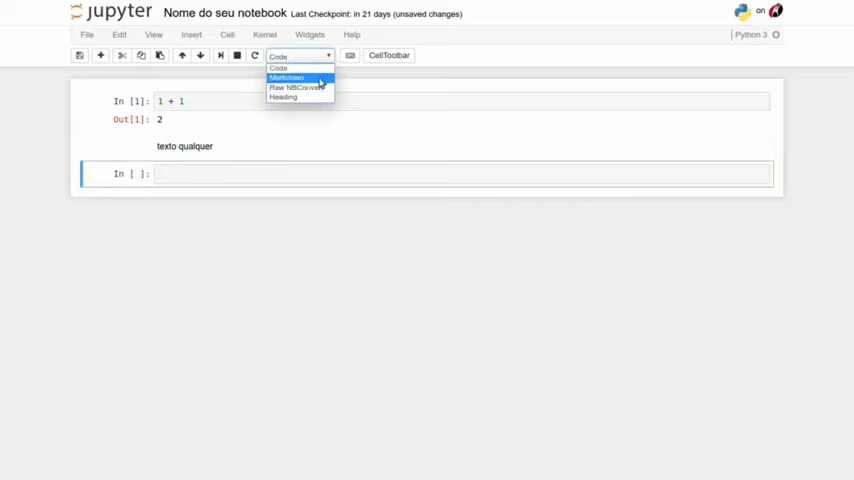 jupyter Nome do seu notebook Last Checkpoint: in 21 days (unsaved changes) on
File Edit View Insert Cell Kernel Widgets Help Python 3
Code CellToolbar
Code
Markdown
Raw NBConvert
Heading
In [1]: 1 + 1
Out[1]: 2
texto qualquer
In [ ]: